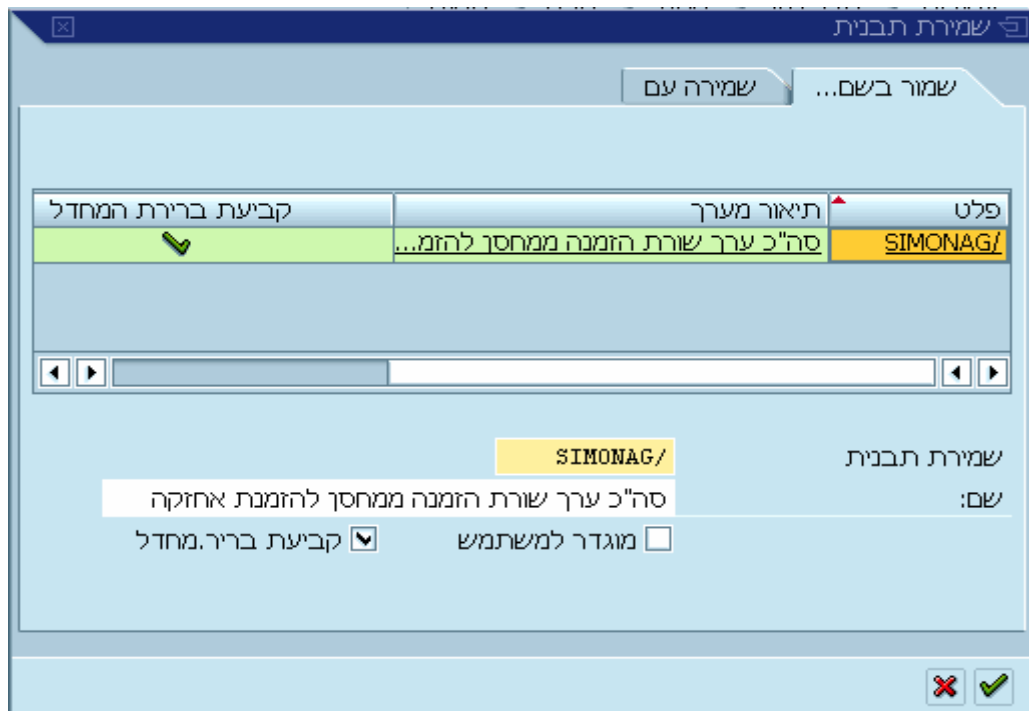 שמירת תבנית
שמור בשם...
שמירה עם
פלט תיאור מערך קביעת ברירת המחדל
SIMONAG/ סה"כ ערך שורת הזמנה ממחסן להזמ...
שמירת תבנית SIMONAG/
שם: סה"כ ערך שורת הזמנה ממחסן להזמנת אחזקה
מוגדר למשתמש קביעת בריר.מחדל